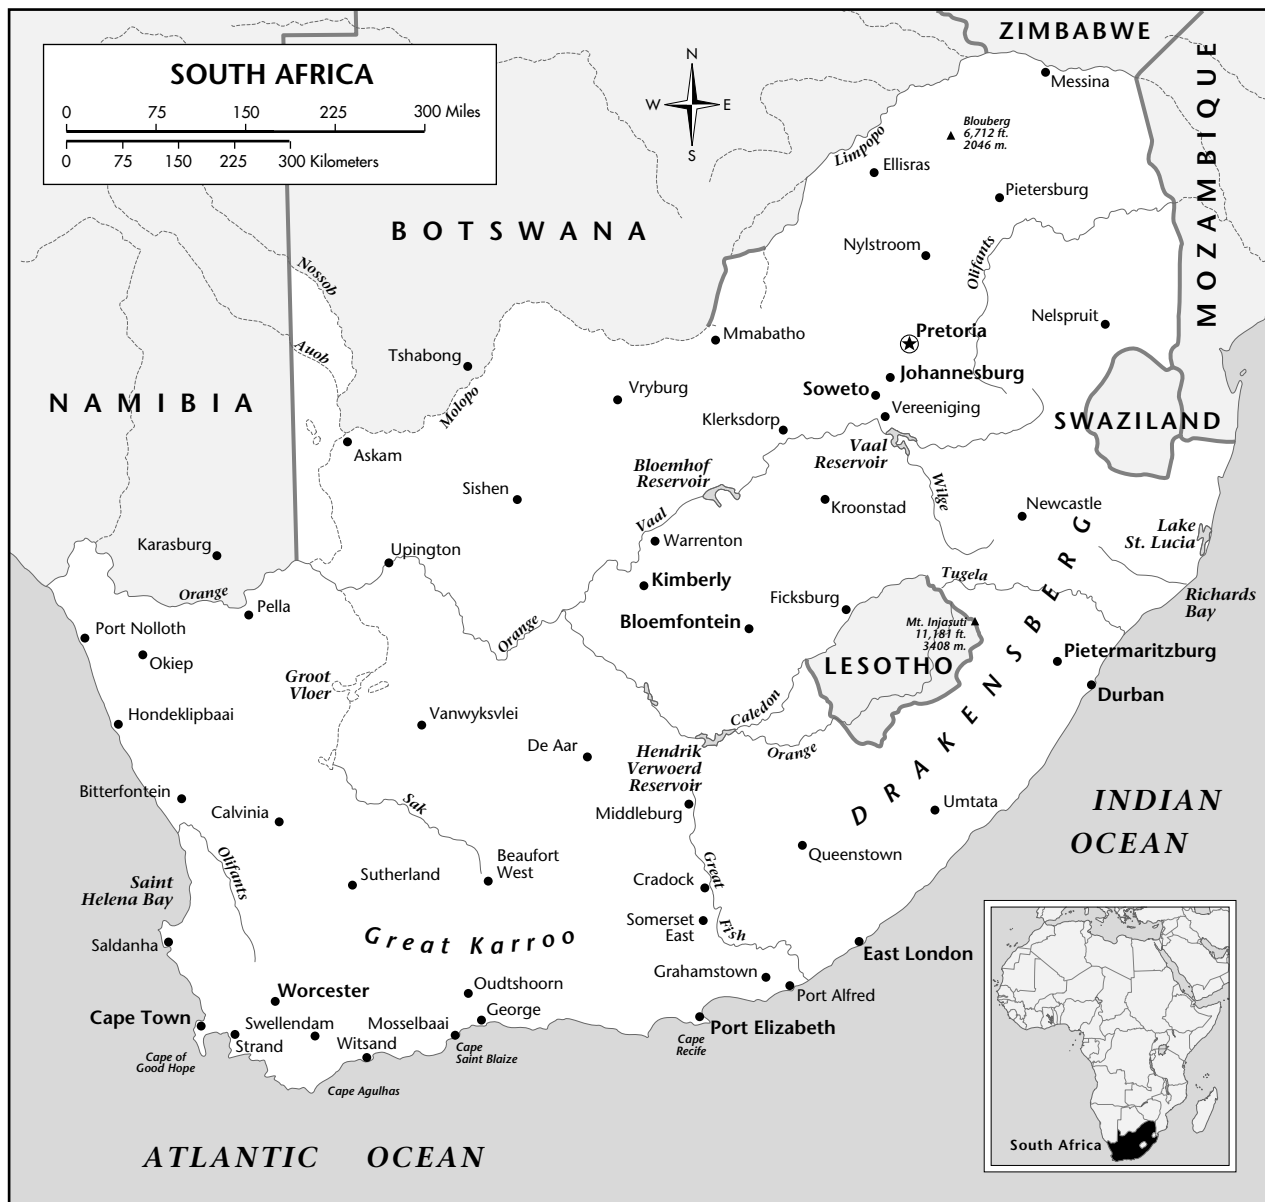 SOUTH AFRICA
0 75 150 225 300 Miles
0 75 150 225 300 Kilometers
N
W E
S
ZIMBABWE
MOZAMBIQUE
Messina
Blouberg
6,712 ft.
2046 m.
Limpopo
Ellisras
Pietersburg
BOTSWANA
Nylstroom
Olifants
Nossob
Nelspruit
Pretoria
Mmabatho
Auob
Tshabong
Johannesburg
Soweto
Vryburg
NAMIBIA
Molopo
Vereeniging
Klerksdorp
SWAZILAND
Vaal
Reservoir
Askam
Bloemhof
Reservoir
Sishen
Wilge
Kroonstad
Newcastle
Vaal
Lake
St. Lucia
Warrenton
Karasburg
Upington
Tugela
Kimberly
Orange
Ficksburg
Richards
Bay
Pella
Bloemfontein
Mt. Injasuti
11,181 ft.
3408 m.
Port Nolloth
Orange
Pietermaritzburg
Okiep
LESOTHO
Groot
Vloer
Durban
DRAKENSBERG
Hondeklipbaai
Vanwyksvlei
Caledon
De Aar
Orange
Hendrik
Verwoerd
Reservoir
Bitterfontein
Sak
Middleburg
Umtata
INDIAN
OCEAN
Calvinia
Olifants
Beaufort
West
Great
Queenstown
Sutherland
Cradock
Saint
Helena Bay
Somerset
East
Fish
Great Karroo
Saldanha
East London
Grahamstown
Oudtshoorn
Port Alfred
Worcester
George
Cape Town
Swellendam
Mosselbaai
Port Elizabeth
Strand
Witsand
Cape
Saint Blaize
Cape
Recife
Cape of
Good Hope
Cape Agulhas
ATLANTIC OCEAN
South Africa